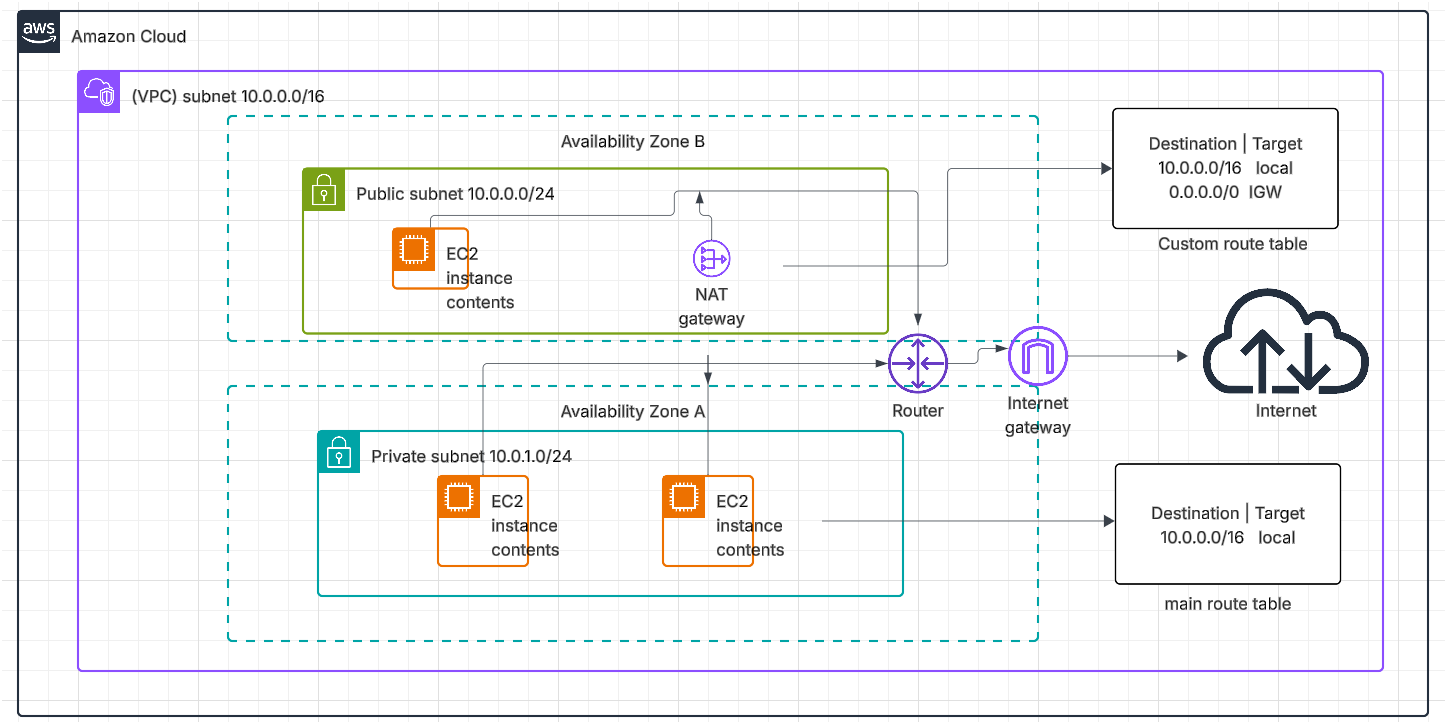 aws
Amazon Cloud
(VPC) subnet 10.0.0.0/16
Availability Zone B
Public subnet 10.0.0.0/24
EC2
instance
contents
NAT
gateway
Destination | Target
10.0.0.0/16 local
0.0.0.0/0 IGW
Custom route table
Router
Internet
gateway
Internet
Availability Zone A
Private subnet 10.0.1.0/24
EC2
instance
contents
EC2
instance
contents
Destination | Target
10.0.0.0/16 local
main route table